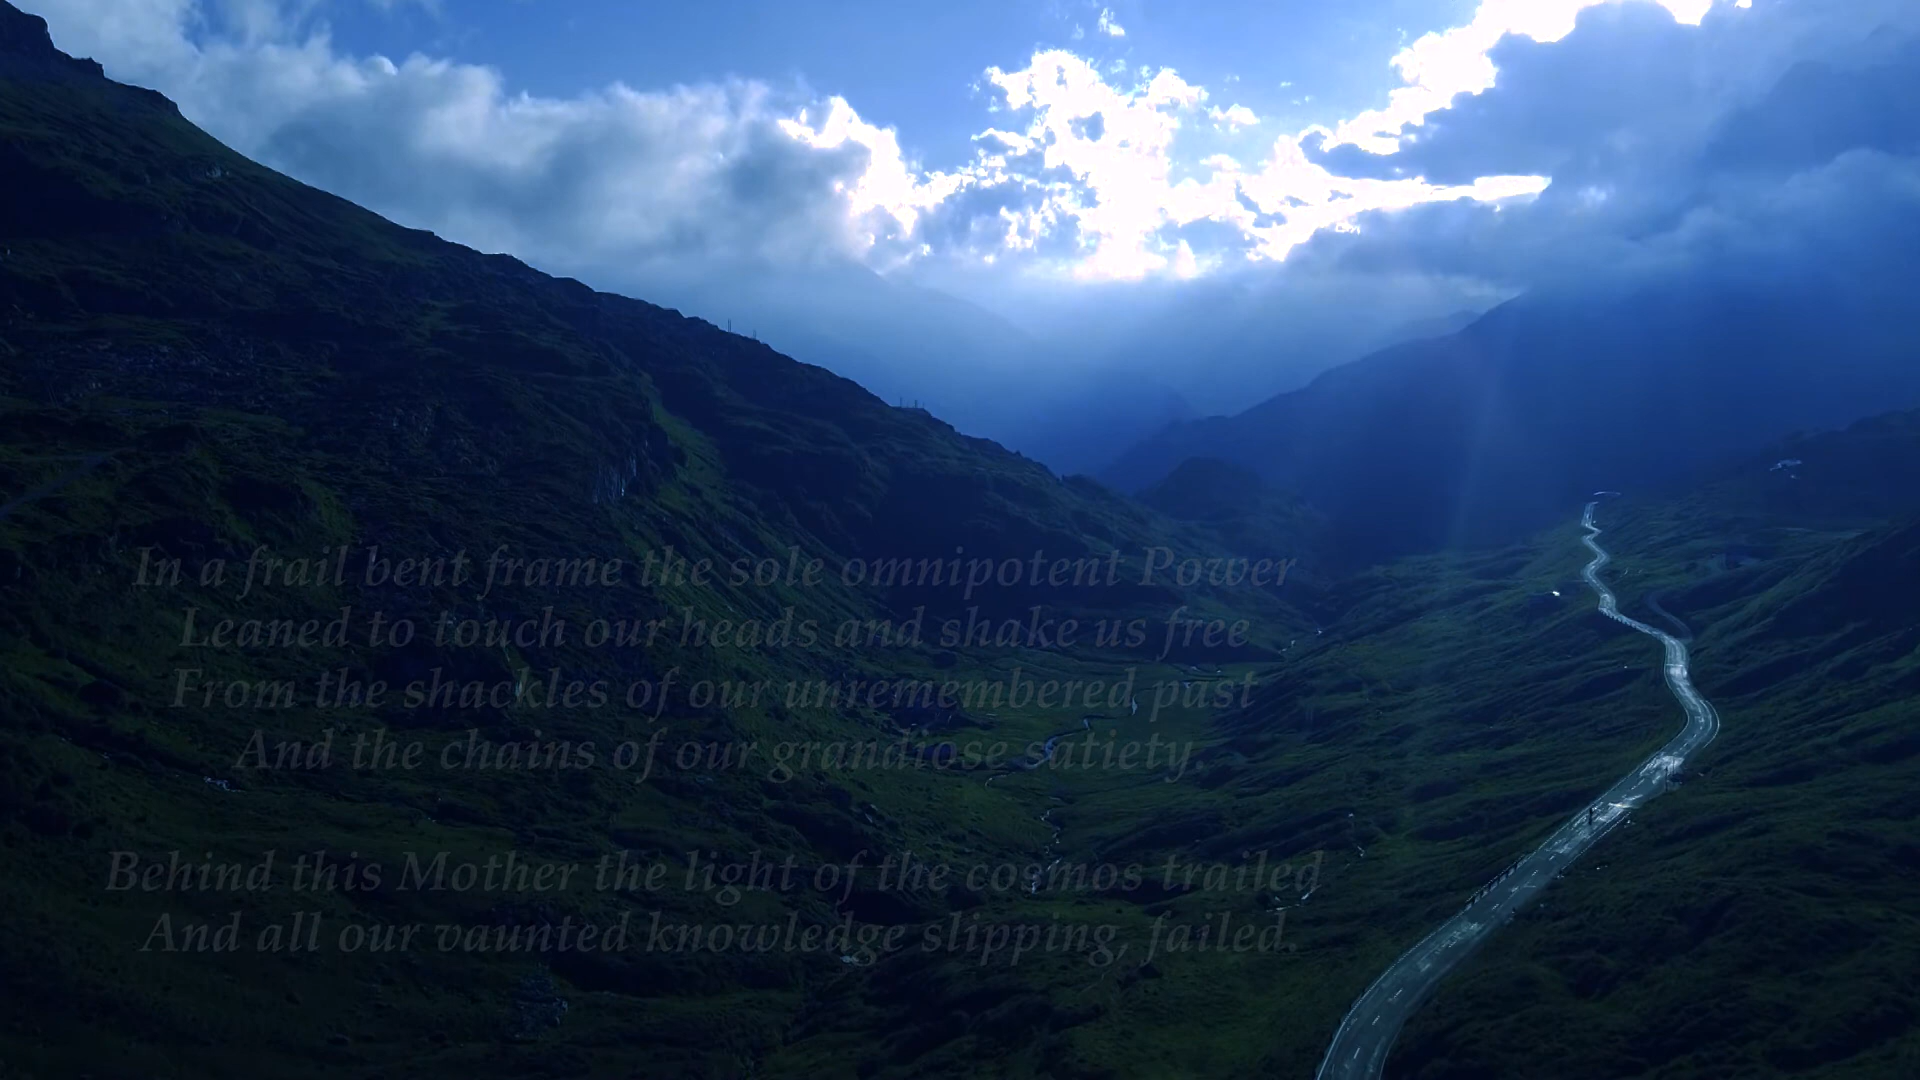 In a frail bent frame the sole omnipotent Power
Leaned to touch our heads and shake us free
From the shackles of our unremembered past
And the chains of our grandiose satiety.
Behind this Mother the light of the cosmos trailed
And all our vaunted knowledge slipping, failed.